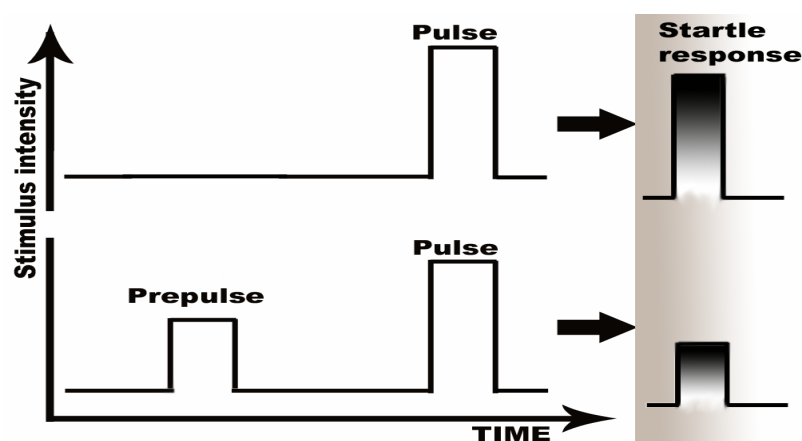 Pulse
Startle
response
Stimulus intensity
Pulse
Prepulse
TIME